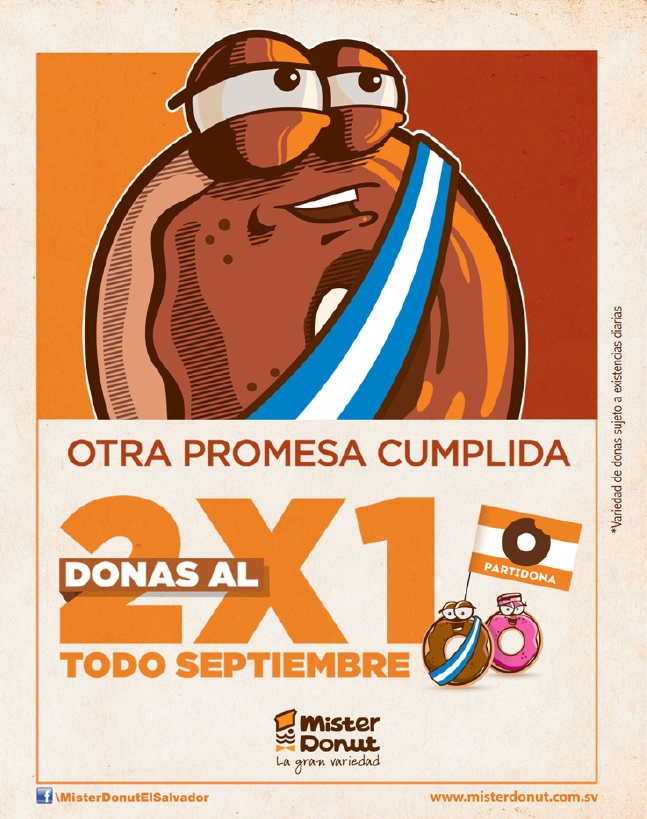 OTRA PROMESA CUMPLIDA
2X1
DONAS AL
TODO SEPTIEMBRE
PARTIDONA
Mister
Donut
La gran variedad
f \MisterDonutElSalvador
www.misterdonut.com.sv
*Variedad de donas sujeto a existencias diarias